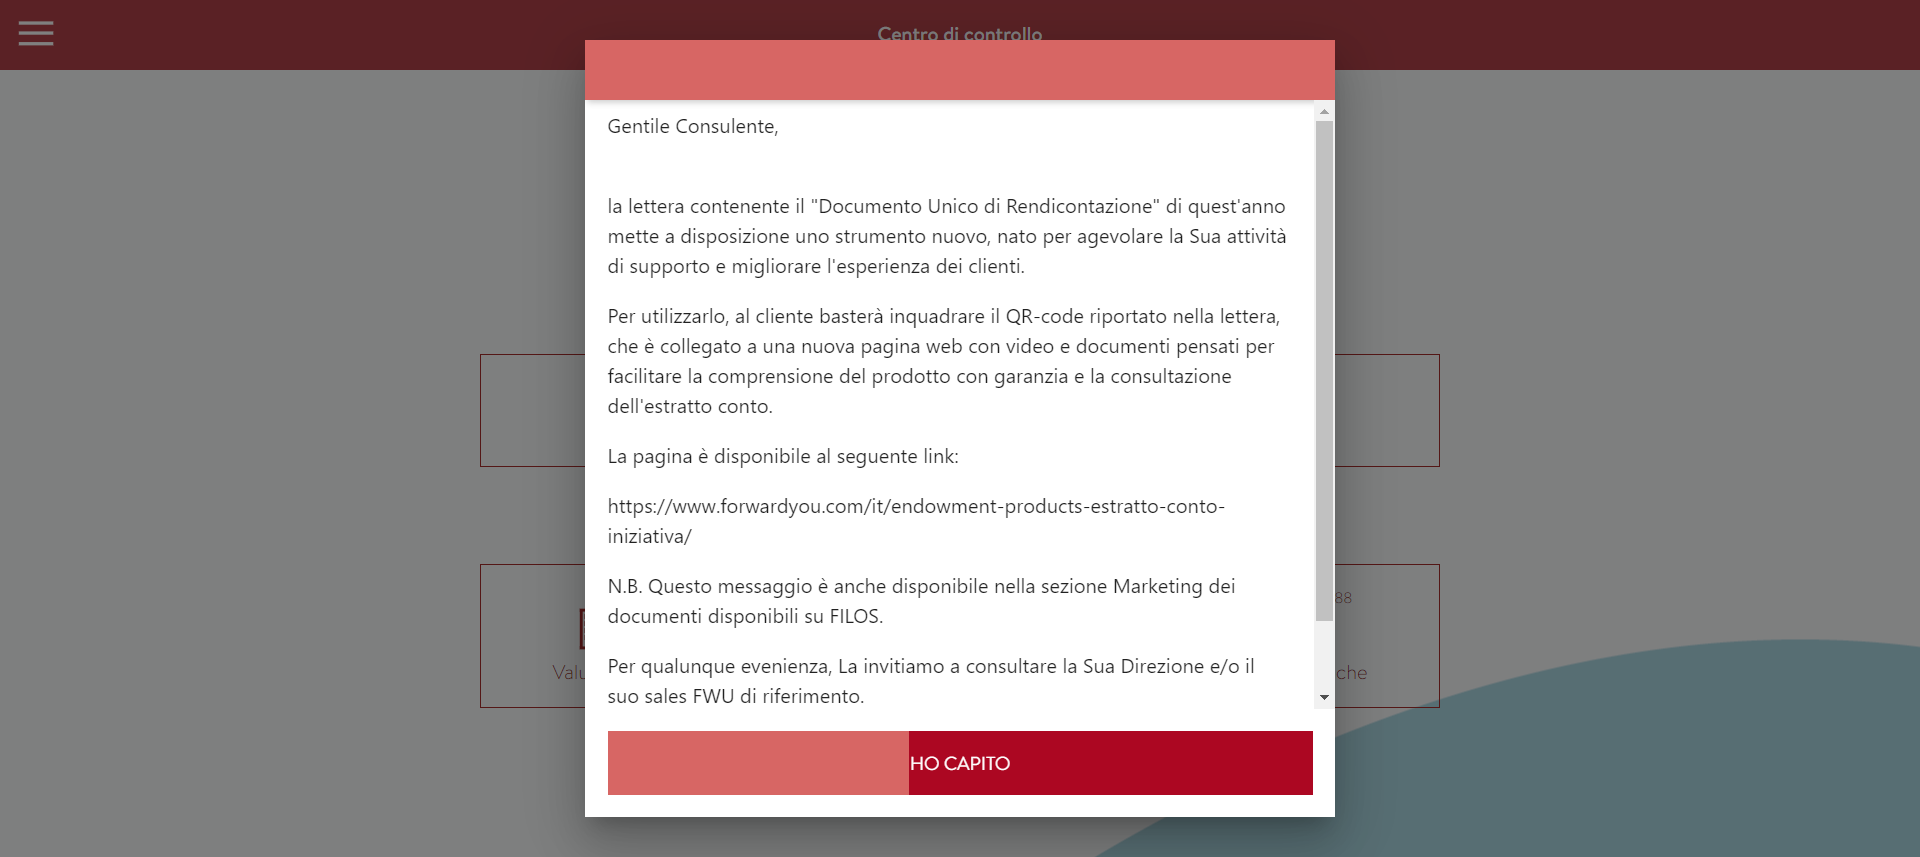 Centro di controllo
Gentile Consulente,
la lettera contenente il "Documento Unico di Rendicontazione" di quest'anno
mette a disposizione uno strumento nuovo, nato per agevolare la Sua attività
di supporto e migliorare l'esperienza dei clienti.
Per utilizzarlo, al cliente basterà inquadrare il QR-code riportato nella lettera,
che è collegato a una nuova pagina web con video e documenti pensati per
facilitare la comprensione del prodotto con garanzia e la consultazione
dell'estratto conto.
La pagina è disponibile al seguente link:
https://www.forwardyou.com/it/endowment-products-estratto-conto-
iniziativa/
N.B. Questo messaggio è anche disponibile nella sezione Marketing dei
documenti disponibili su FILOS.
Per qualunque evenienza, La invitiamo a consultare la Sua Direzione e/o il
suo sales FWU di riferimento.
HO CAPITO